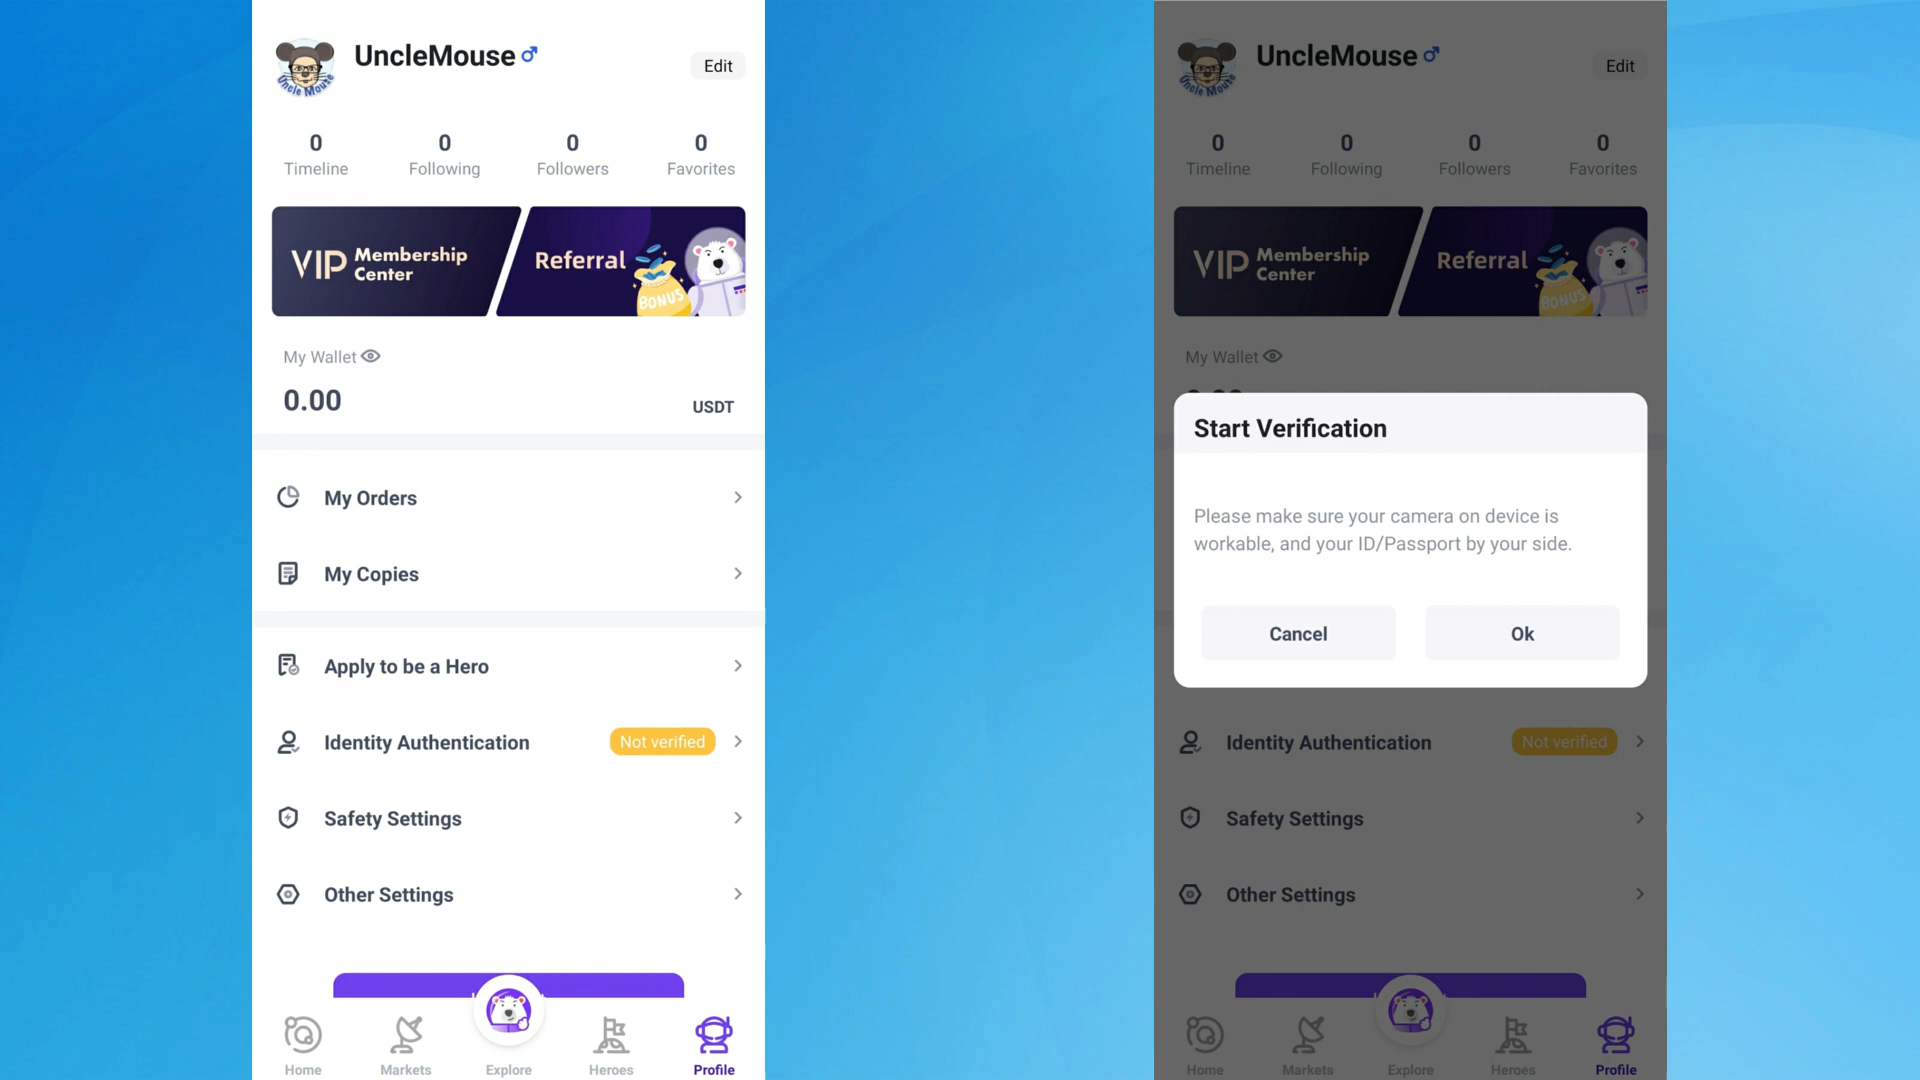 UncleMouse
Edit
Uncle Mouse
0
0
0
0
Timeline
Following
Followers
Favorites
VIP Membership
Center
Referral
BONUS
My Wallet
0.00
USDT
My Orders
My Copies
Apply to be a Hero
Identity Authentication
Not verified
Safety Settings
Other Settings
Home
Markets
Explore
Heroes
Profile
UncleMouse
Edit
Uncle Mouse
0
0
0
0
Timeline
Following
Followers
Favorites
VIP Membership
Center
Referral
BONUS
My Wallet
Start Verification
Please make sure your camera on device is
workable, and your ID/Passport by your side.
Cancel
Ok
Identity Authentication
Not verified
Safety Settings
Other Settings
Home
Markets
Explore
Heroes
Profile